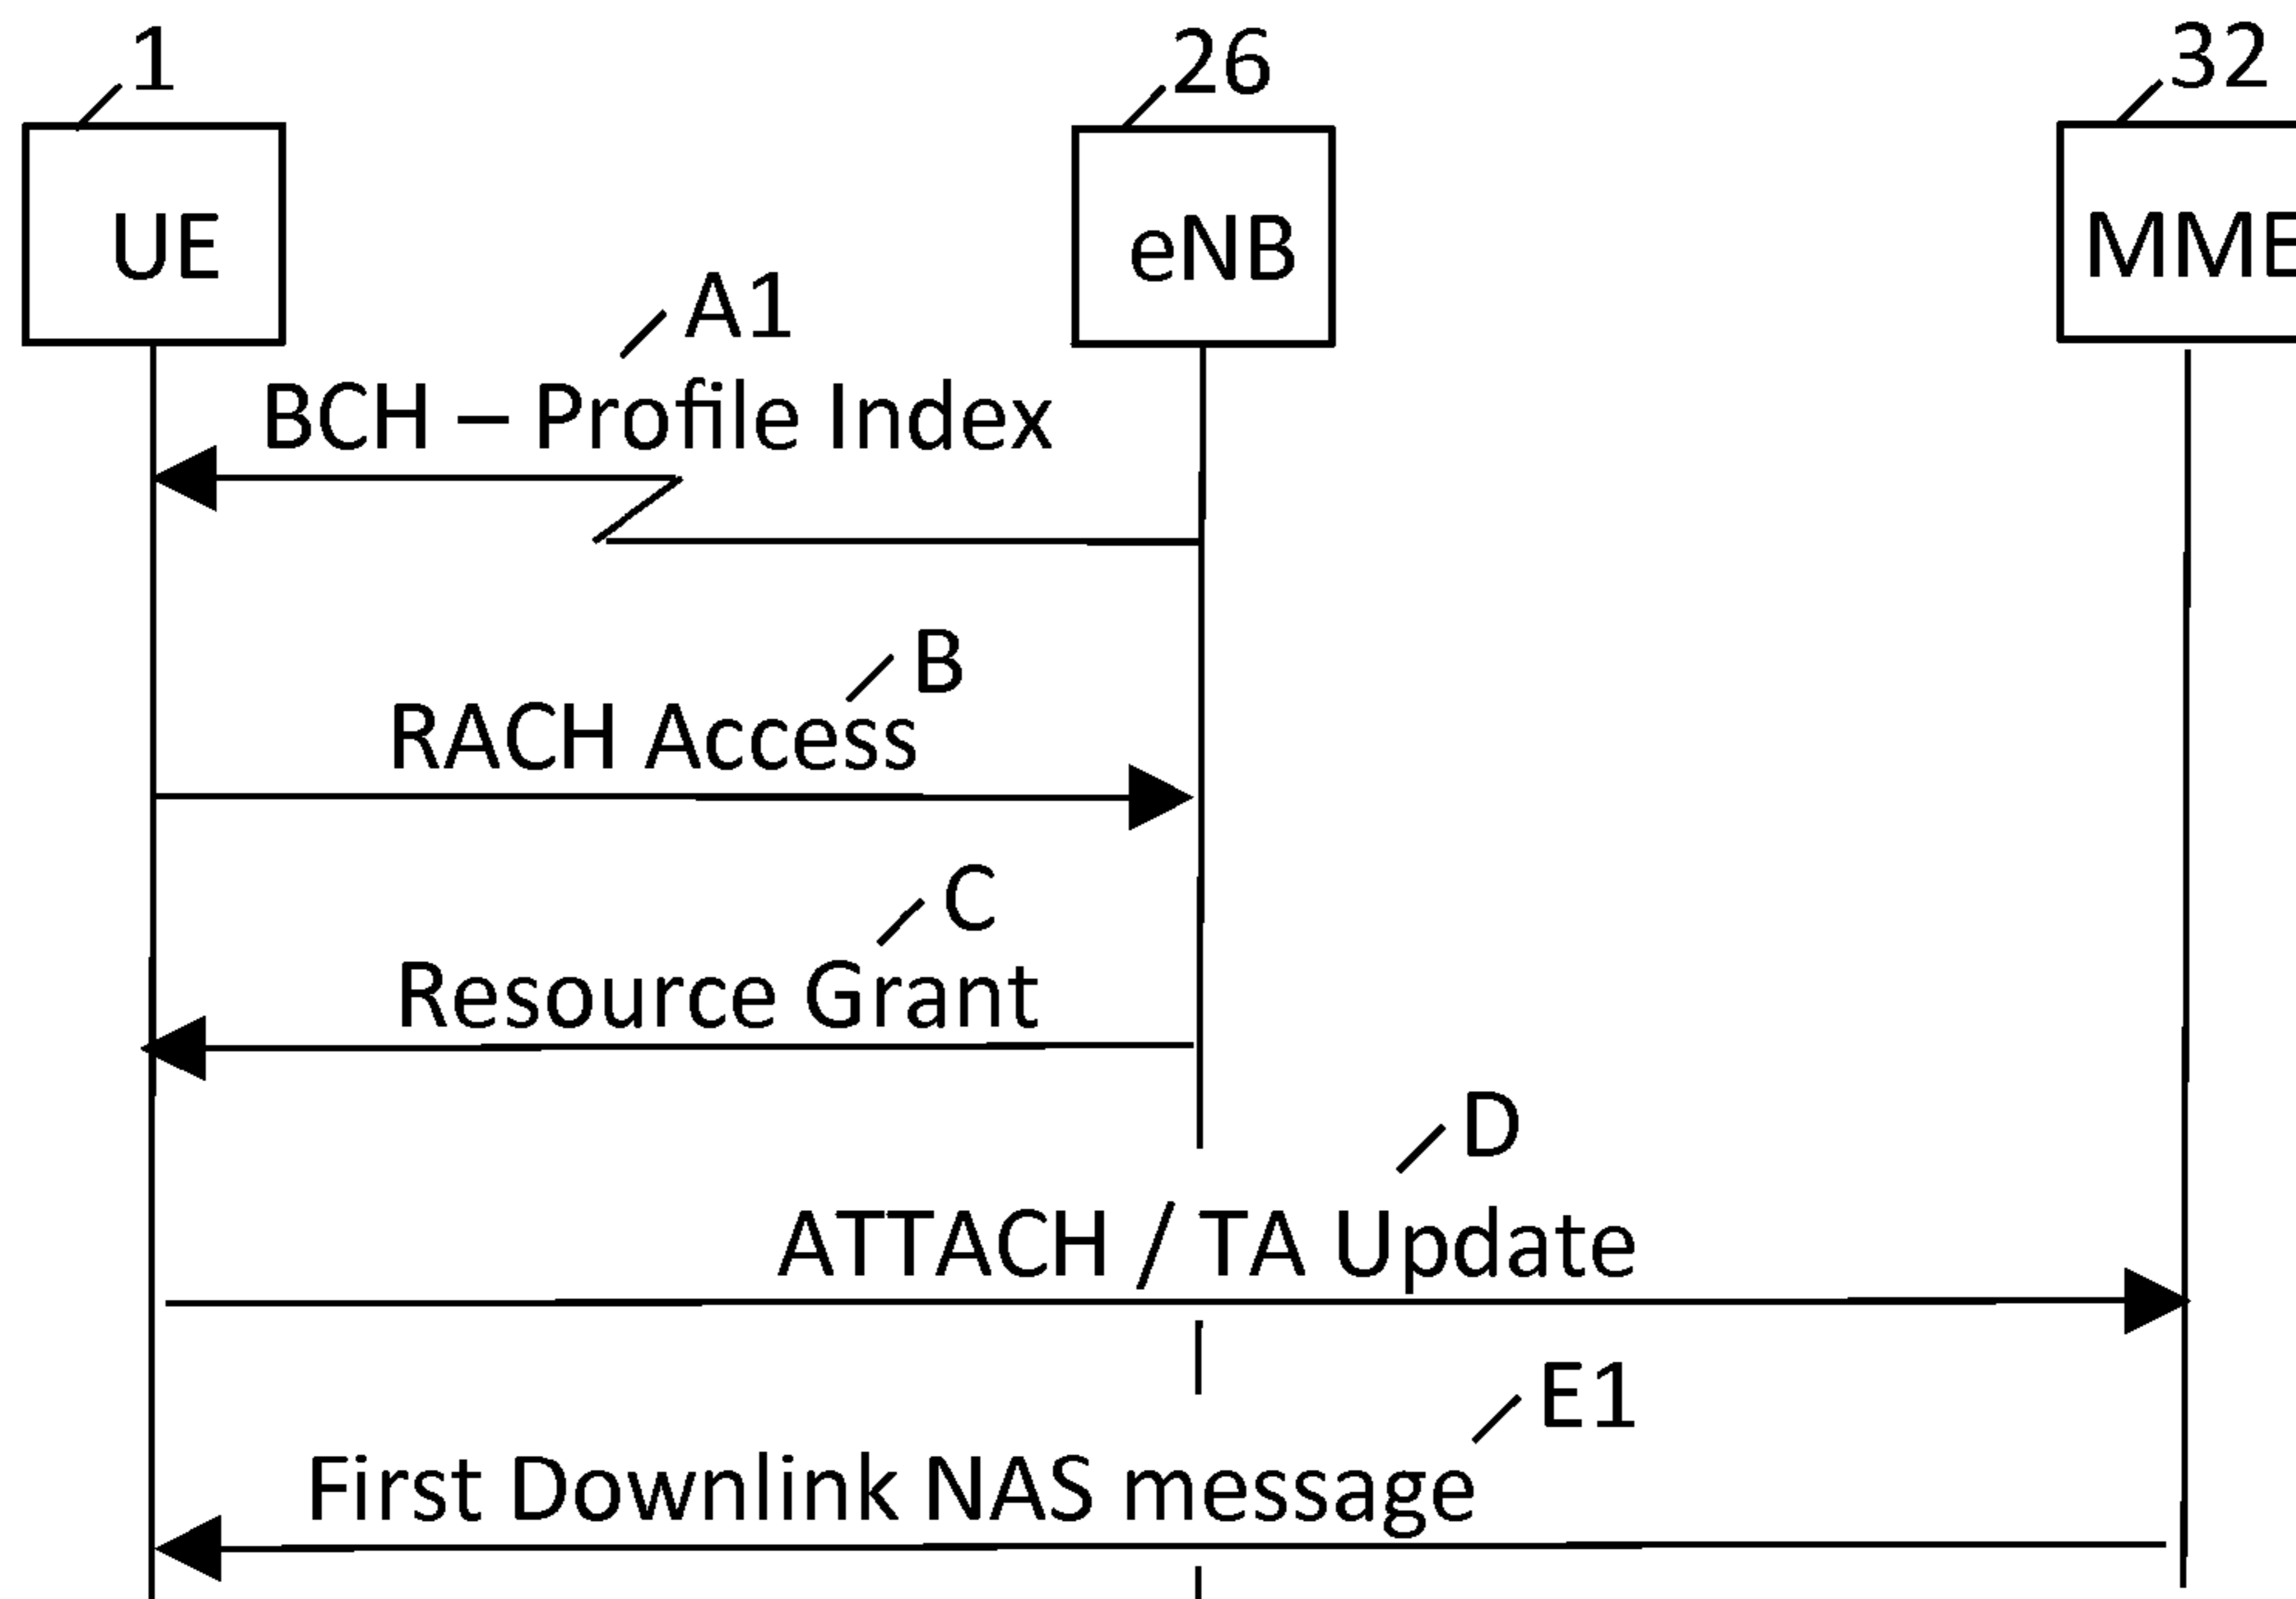 1
26
32
UE
eNB
MME
A1
BCH – Profile Index
B
RACH Access
C
Resource Grant
D
ATTACH / TA Update
E1
First Downlink NAS message